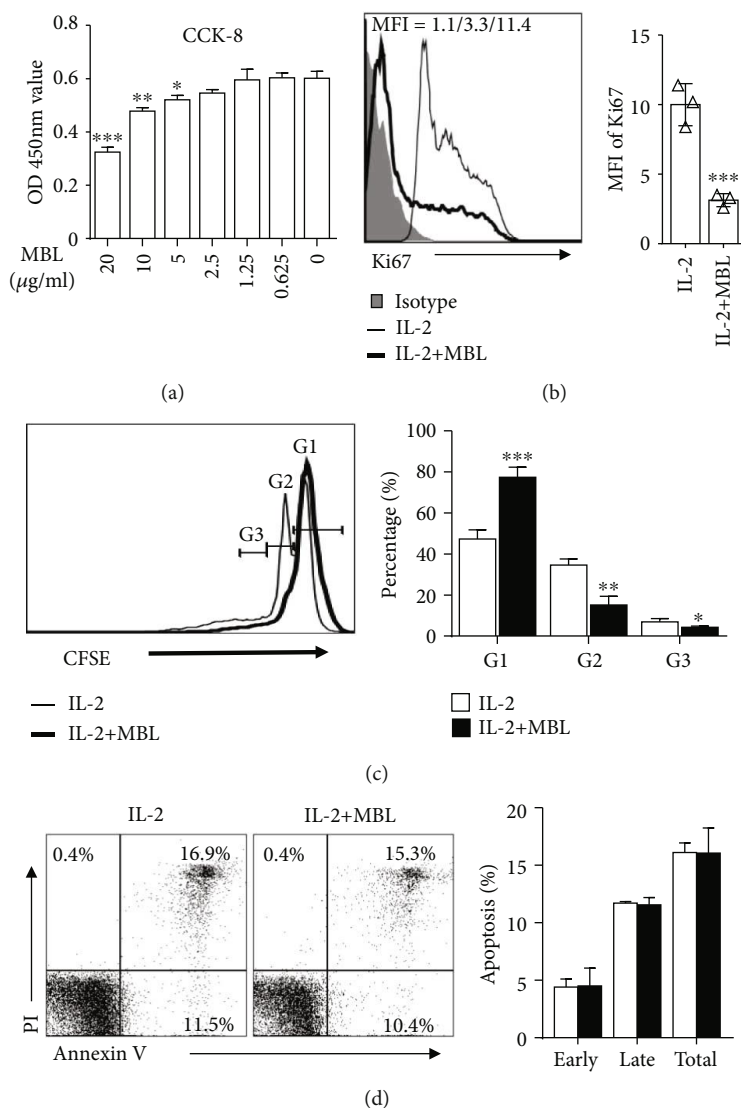 CCK-8
0.8
0.6
0.4
0.2
0
OD 450nm value
***
**
*
MBL
(μg/ml)
20
10
5
2.5
1.25
0.625
0
(a)
MFI = 1.1/3.3/11.4
Ki67
Isotype
IL-2
IL-2+MBL
15
10
5
0
MFI of Ki67
***
IL-2
IL-2+MBL
(b)
G1
G2
G3
CFSE
IL-2
IL-2+MBL
100
80
60
40
20
0
Percentage (%)
***
**
*
G1 G2 G3
IL-2
IL-2+MBL
(c)
IL-2
IL-2+MBL
0.4% 16.9%
11.5%
0.4% 15.3%
10.4%
PI
Annexin V
20
15
10
5
0
Apoptosis (%)
Early Late Total
(d)